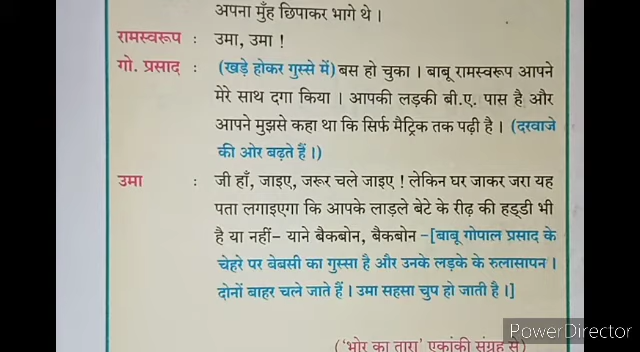 अपना मुँह छिपाकर भागे थे ।
रामस्वरूप : उमा, उमा !
गो. प्रसाद : (खड़े होकर गुस्से में) बस हो चुका । बाबू रामस्वरूप आपने
मेरे साथ दगा किया । आपकी लड़की बी.ए. पास है और
आपने मुझसे कहा था कि सिर्फ मैट्रिक तक पढ़ी है । (दरवाजे
की ओर बढ़ते हैं ।)
उमा : जी हाँ, जाइए, जरूर चले जाइए ! लेकिन घर जाकर जरा यह
पता लगाइएगा कि आपके लाड़ले बेटे के रीढ़ की हड्डी भी
है या नहीं- याने बैकबोन, बैकबोन -[बाबू गोपाल प्रसाद के
चेहरे पर बेबसी का गुस्सा है और उनके लड़के के रुलासापन ।
दोनों बाहर चले जाते हैं । उमा सहसा चुप हो जाती है ।]
('भोर का तारा' एकांकी संग्रह से)
PowerDirector